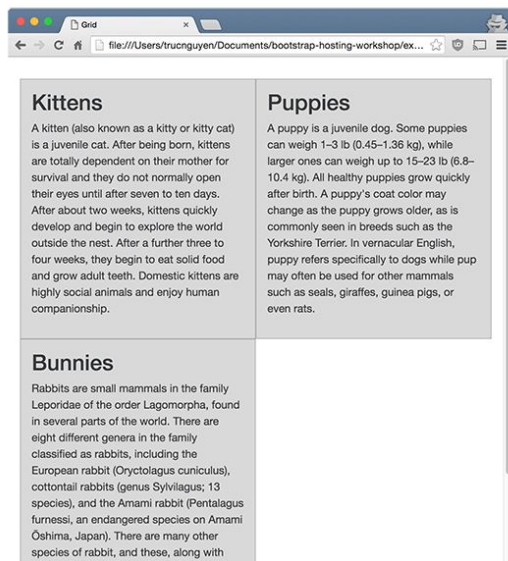 Grid
file:///Users/trucnguyen/Documents/bootstrap-hosting-workshop/ex...
Kittens
A kitten (also known as a kitty or kitty cat)
is a juvenile cat. After being born, kittens
are totally dependent on their mother for
survival and they do not normally open
their eyes until after seven to ten days.
After about two weeks, kittens quickly
develop and begin to explore the world
outside the nest. After a further three to
four weeks, they begin to eat solid food
and grow adult teeth. Domestic kittens are
highly social animals and enjoy human
companionship.
Puppies
A puppy is a juvenile dog. Some puppies
can weigh 1–3 lb (0.45–1.36 kg), while
larger ones can weigh up to 15–23 lb (6.8–
10.4 kg). All healthy puppies grow quickly
after birth. A puppy's coat color may
change as the puppy grows older, as is
commonly seen in breeds such as the
Yorkshire Terrier. In vernacular English,
puppy refers specifically to dogs while pup
may often be used for other mammals
such as seals, giraffes, guinea pigs, or
even rats.
Bunnies
Rabbits are small mammals in the family
Leporidae of the order Lagomorpha, found
in several parts of the world. There are
eight different genera in the family
classified as rabbits, including the
European rabbit (Oryctolagus cuniculus),
cottontail rabbits (genus Sylvilagus; 13
species), and the Amami rabbit (Pentalagus
furnessi, an endangered species on Amami
Ōshima, Japan). There are many other
species of rabbit, and these, along with